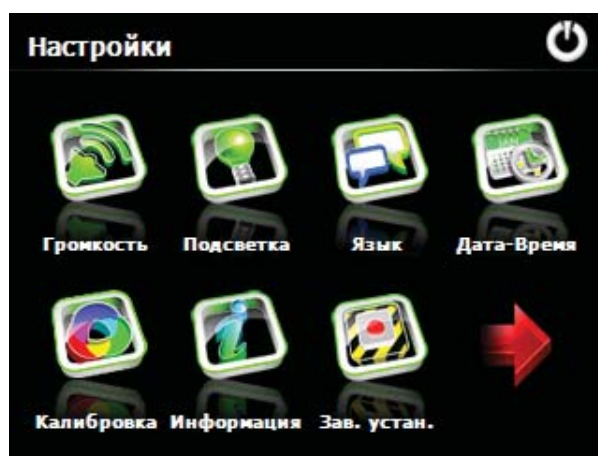 Настройки
Громкость Подсветка Язык Дата-Время
Калибровка Информация Зав. устан.